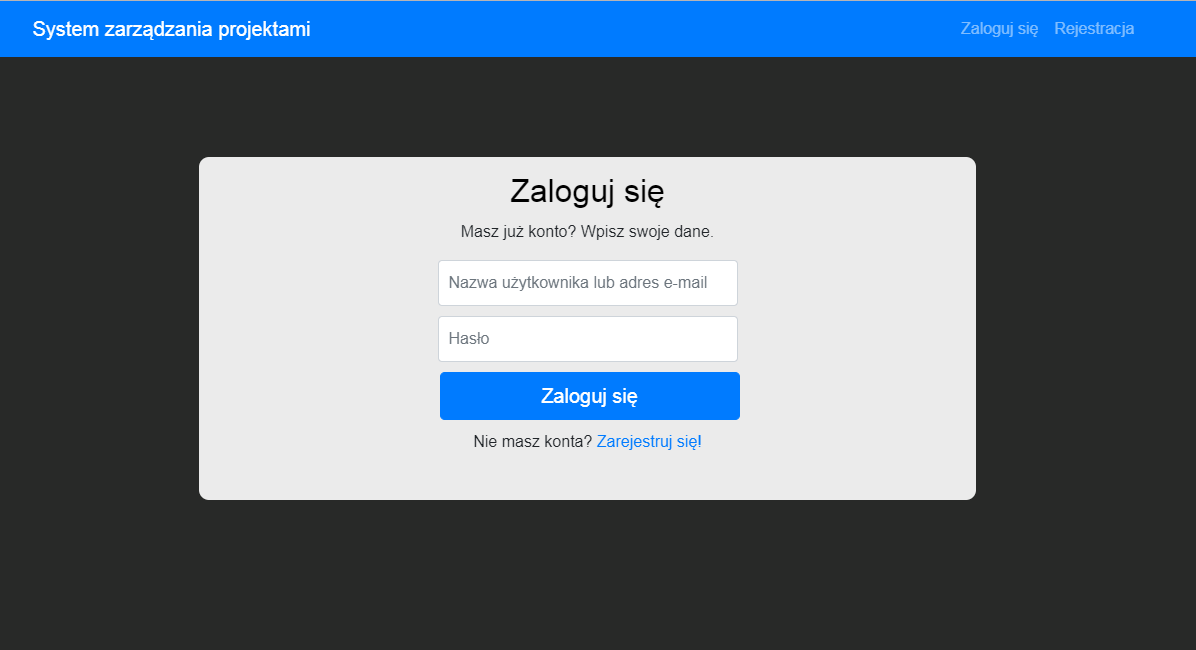 System zarządzania projektami
Zaloguj się Rejestracja
Zaloguj się
Masz już konto? Wpisz swoje dane.
Nazwa użytkownika lub adres e-mail
Hasło
Zaloguj się
Nie masz konta? Zarejestruj się!